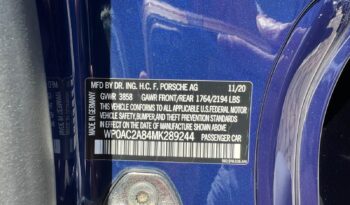 MFD BY DR. ING. H.C. F. PORSCHE AG 11/20
GVWR 3858 GAWR FRONT/REAR 1764/2194 LBS
THIS VEHICLE CONFORMS TO ALL APPLICABLE U.S. FEDERAL MOTOR
VEHICLE SAFETY, BUMPER, AND THEFT PREVENTION STANDARDS IN
EFFECT ON THE DATE OF MANUFACTURE SHOWN ABOVE.
WP0AC2A84MK289244 PASSENGER CAR
MADE IN GERMANY